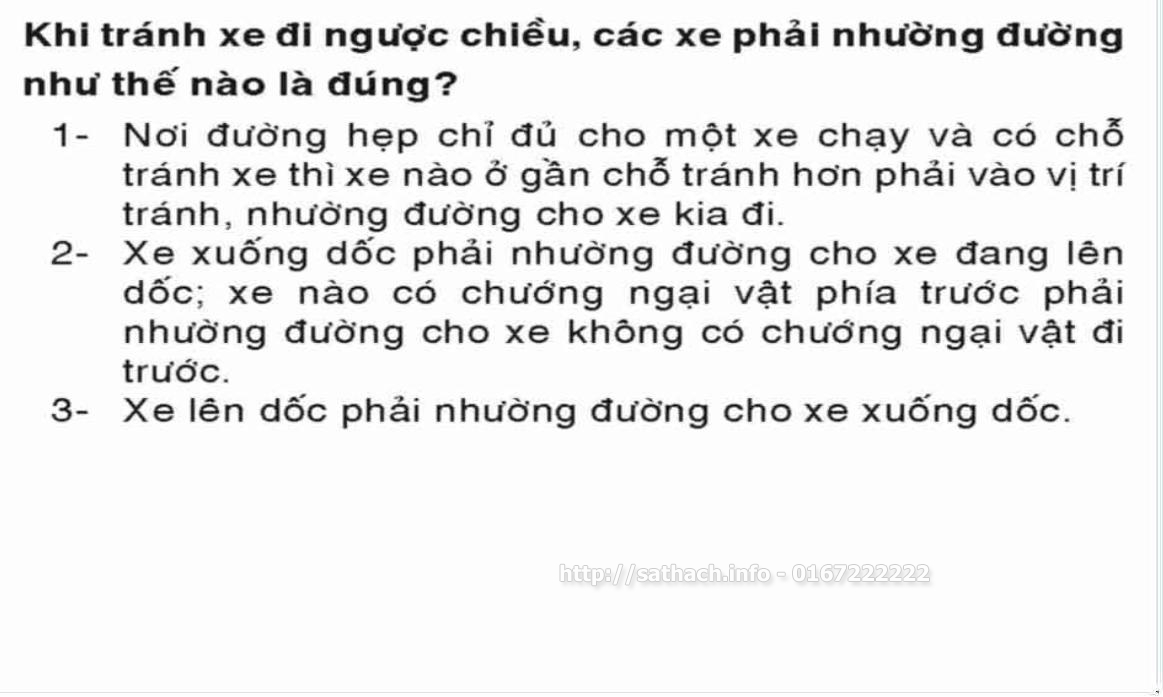 Khi tránh xe đi ngược chiều, các xe phải nhường đường
như thế nào là đúng?
1- Nơi đường hẹp chỉ đủ cho một xe chạy và có chỗ
tránh xe thì xe nào ở gần chỗ tránh hơn phải vào vị trí
tránh, nhường đường cho xe kia đi.
2- Xe xuống dốc phải nhường đường cho xe đang lên
dốc; xe nào có chướng ngại vật phía trước phải
nhường đường cho xe không có chướng ngại vật đi
trước.
3- Xe lên dốc phải nhường đường cho xe xuống dốc.
http://sathach.info - 0167222222